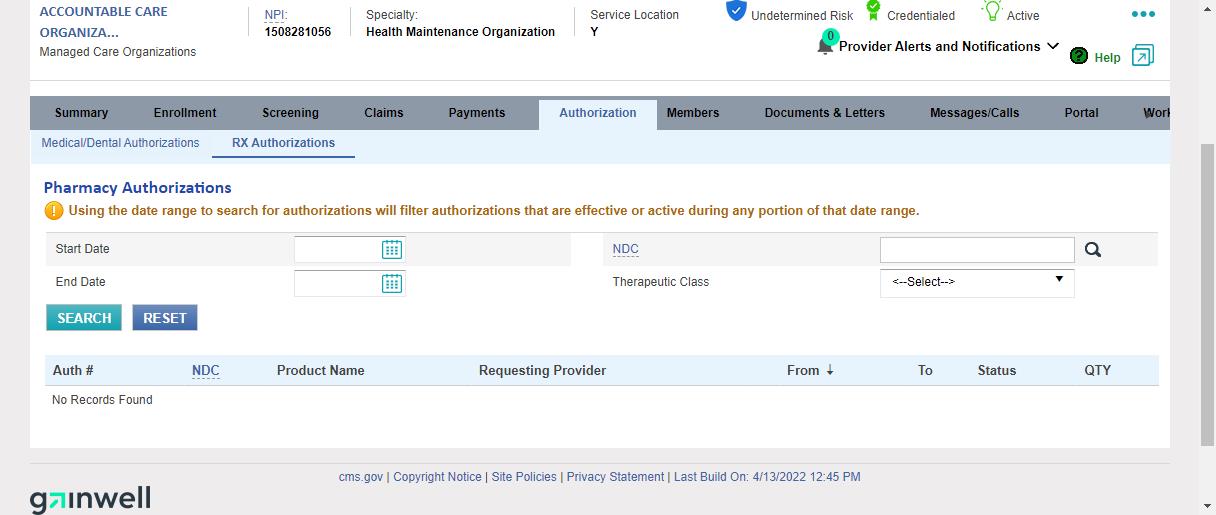 ACCOUNTABLE CARE ORGANIZA...
Managed Care Organizations
NPI:
1508281056
Specialty:
Health Maintenance Organization
Service Location
Y
Undetermined Risk
Credentialed
Active
0
Provider Alerts and Notifications
Help
Summary Enrollment Screening Claims Payments Authorization Members Documents & Letters Messages/Calls Portal Work
Medical/Dental Authorizations RX Authorizations
Pharmacy Authorizations
Using the date range to search for authorizations will filter authorizations that are effective or active during any portion of that date range.
Start Date NDC
End Date Therapeutic Class <--Select-->
SEARCH RESET
Auth # NDC Product Name Requesting Provider From To Status QTY
No Records Found
cms.gov | Copyright Notice | Site Policies | Privacy Statement | Last Build On: 4/13/2022 12:45 PM
gainwell